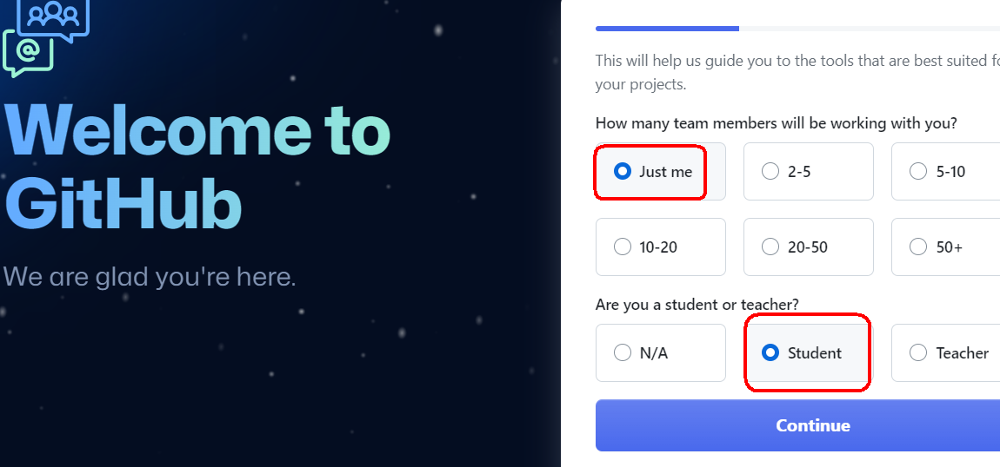 @
Welcome to
GitHub
We are glad you're here.
This will help us guide you to the tools that are best suited
your projects.
How many team members will be working with you?
Just me
2-5
5-10
10-20
20-50
50+
Are you a student or teacher?
N/A
Student
Teacher
Continue